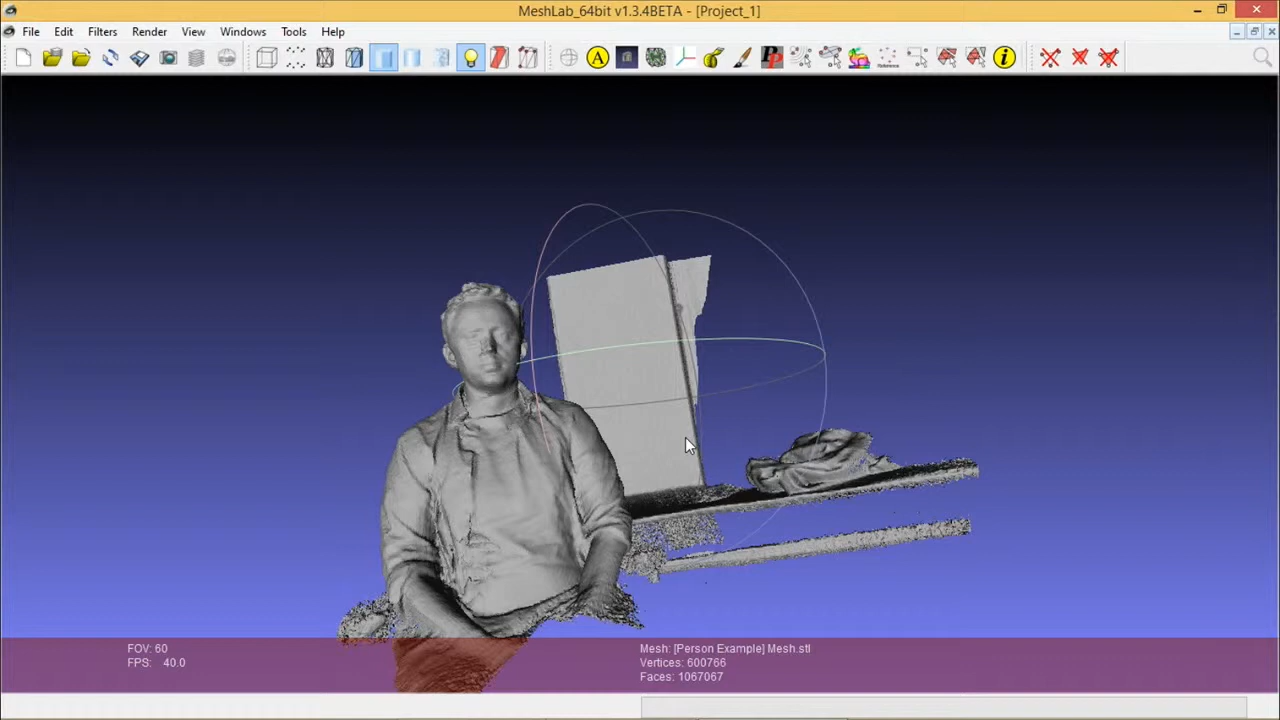 MeshLab_64bit v1.3.4BETA - [Project_1]
File Edit Filters Render View Windows Tools Help
A
PP
i
FOV: 60
FPS: 40.0
Mesh: [Person Example] Mesh.stl
Vertices: 600766
Faces: 1067067